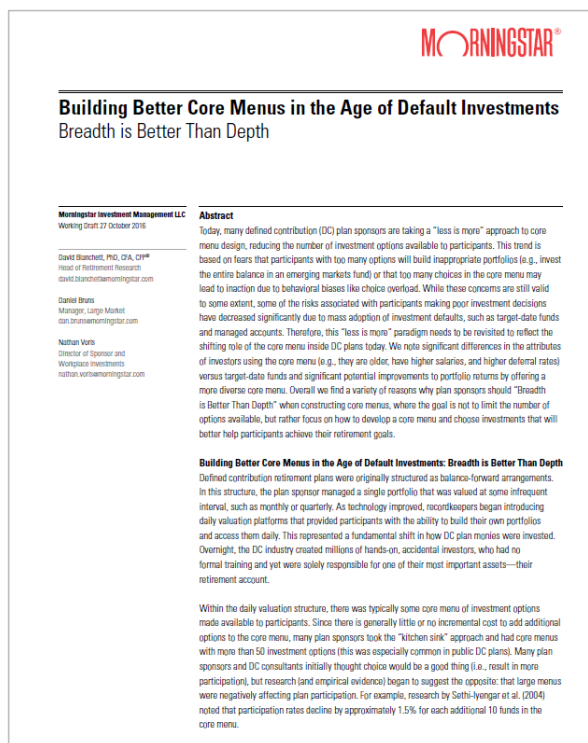 MORNINGSTAR®
Building Better Core Menus in the Age of Default Investments
Breadth is Better Than Depth
Morningstar Investment Management LLC
Working Draft 27 October 2016
David Blanchett, PhD, CFA, CFP®
Head of Retirement Research
david.blanchett@morningstar.com
Daniel Bruns
Manager, Large Market
dan.bruns@morningstar.com
Nathan Voris
Director of Sponsor and
Workplace Investments
nathan.voris@morningstar.com
Abstract
Today, many defined contribution (DC) plan sponsors are taking a "less is more" approach to core
menu design, reducing the number of investment options available to participants. This trend is
based on fears that participants with too many options will build inappropriate portfolios (e.g., invest
the entire balance in an emerging markets fund) or that too many choices in the core menu may
lead to inaction due to behavioral biases like choice overload. While these concerns are still valid
to some extent, some of the risks associated with participants making poor investment decisions
have decreased significantly due to mass adoption of investment defaults, such as target-date funds
and managed accounts. Therefore, this "less is more" paradigm needs to be revisited to reflect the
shifting role of the core menu inside DC plans today. We note significant differences in the attributes
of investors using the core menu (e.g., they are older, have higher salaries, and higher deferral rates)
versus target-date funds and significant potential improvements to portfolio returns by offering a
more diverse core menu. Overall we find a variety of reasons why plan sponsors should "Breadth
is Better Than Depth" when constructing core menus, where the goal is not to limit the number of
options available, but rather focus on how to develop a core menu and choose investments that will
better help participants achieve their retirement goals.
Building Better Core Menus in the Age of Default Investments: Breadth is Better Than Depth
Defined contribution retirement plans were originally structured as balance-forward arrangements.
In this structure, the plan sponsor managed a single portfolio that was valued at some infrequent
interval, such as monthly or quarterly. As technology improved, recordkeepers began introducing
daily valuation platforms that provided participants with the ability to build their own portfolios
and access them daily. This represented a fundamental shift in how DC plan monies were invested.
Overnight, the DC industry created millions of hands-on, accidental investors, who had no
formal training and yet were solely responsible for one of their most important assets—their
retirement account.
Within the daily valuation structure, there was typically some core menu of investment options
made available to participants. Since there is generally little or no incremental cost to add additional
options to the core menu, many plan sponsors took the "kitchen sink" approach and had core menus
with more than 50 investment options (this was especially common in public DC plans). Many plan
sponsors and DC consultants initially thought choice would be a good thing (i.e., result in more
participation), but research (and empirical evidence) began to suggest the opposite: that large menus
were negatively affecting plan participation. For example, research by Sethi-Iyengar et al. (2004)
noted that participation rates decline by approximately 1.5% for each additional 10 funds in the
core menu.